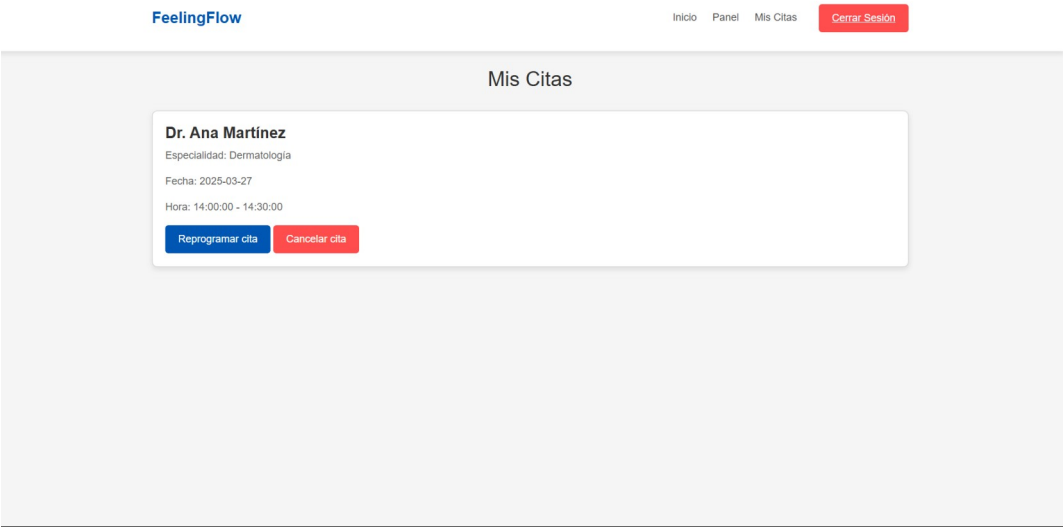 FeelingFlow
Inicio Panel Mis Citas Cerrar Sesión
Mis Citas
Dr. Ana Martínez
Especialidad: Dermatología
Fecha: 2025-03-27
Hora: 14:00:00 - 14:30:00
Reprogramar cita Cancelar cita